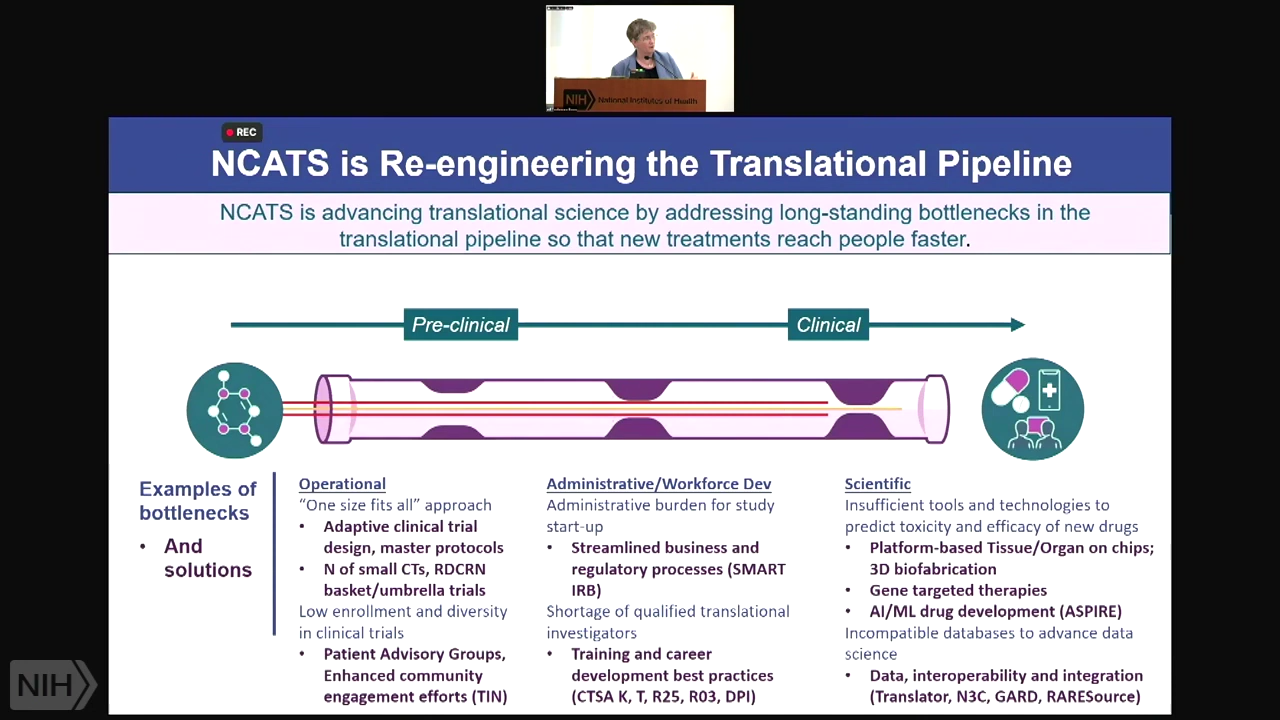 NIH National Institutes of Health
REC
NCATS is Re-engineering the Translational Pipeline
NCATS is advancing translational science by addressing long-standing bottlenecks in the
translational pipeline so that new treatments reach people faster.
Pre-clinical
Clinical
Examples of
bottlenecks
• And
solutions
Operational
“One size fits all” approach
• Adaptive clinical trial
design, master protocols
• N of small CTs, RDCRN
basket/umbrella trials
Low enrollment and diversity
in clinical trials
• Patient Advisory Groups,
Enhanced community
engagement efforts (TIN)
Administrative/Workforce Dev
Administrative burden for study
start-up
• Streamlined business and
regulatory processes (SMART
IRB)
Shortage of qualified translational
investigators
• Training and career
development best practices
(CTSA K, T, R25, R03, DPI)
Scientific
Insufficient tools and technologies to
predict toxicity and efficacy of new drugs
• Platform-based Tissue/Organ on chips;
3D biofabrication
• Gene targeted therapies
• AI/ML drug development (ASPIRE)
Incompatible databases to advance data
science
• Data, interoperability and integration
(Translator, N3C, GARD, RARESource)
NIH